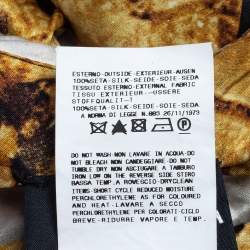 ESTERNO-OUTSIDE-EXTERIEUR-AUSEN
100%SETA-SILK-SEIDE-SOIE-SEDA
TESSUTO ESTERNO-EXTERNAL FABRIC
TISSU EXTERIEUR--USSERE
STOFFQUALIT-)
100%SETA-SILK-SEIDE-SOIE-SEDA
A NORMA DI LEGGE N.883 26/11/1973
DO NOT WASH-NON LAVARE IN ACQUA-DO
NOT BLEACH NON CANDEGGIARE-DO NOT
TUMBLE DRY NON ASCIUGARE A TAMBURO
IRON LOW ON THE REVERSE SIDE STIRO
BASSA TEMP.A ROVESCIO-DRYCLEAN
ITEMS/SHORT CYCLE REDUCED MOISTURE
PERCHLORETHYLENE AS FOR COLOURED
AND HEAT- LAVARE A SECCO
PERCHLORETHYLENE PER COLORATI-CICLO
BREVE-RIDURRE VAPORE E TEMP.